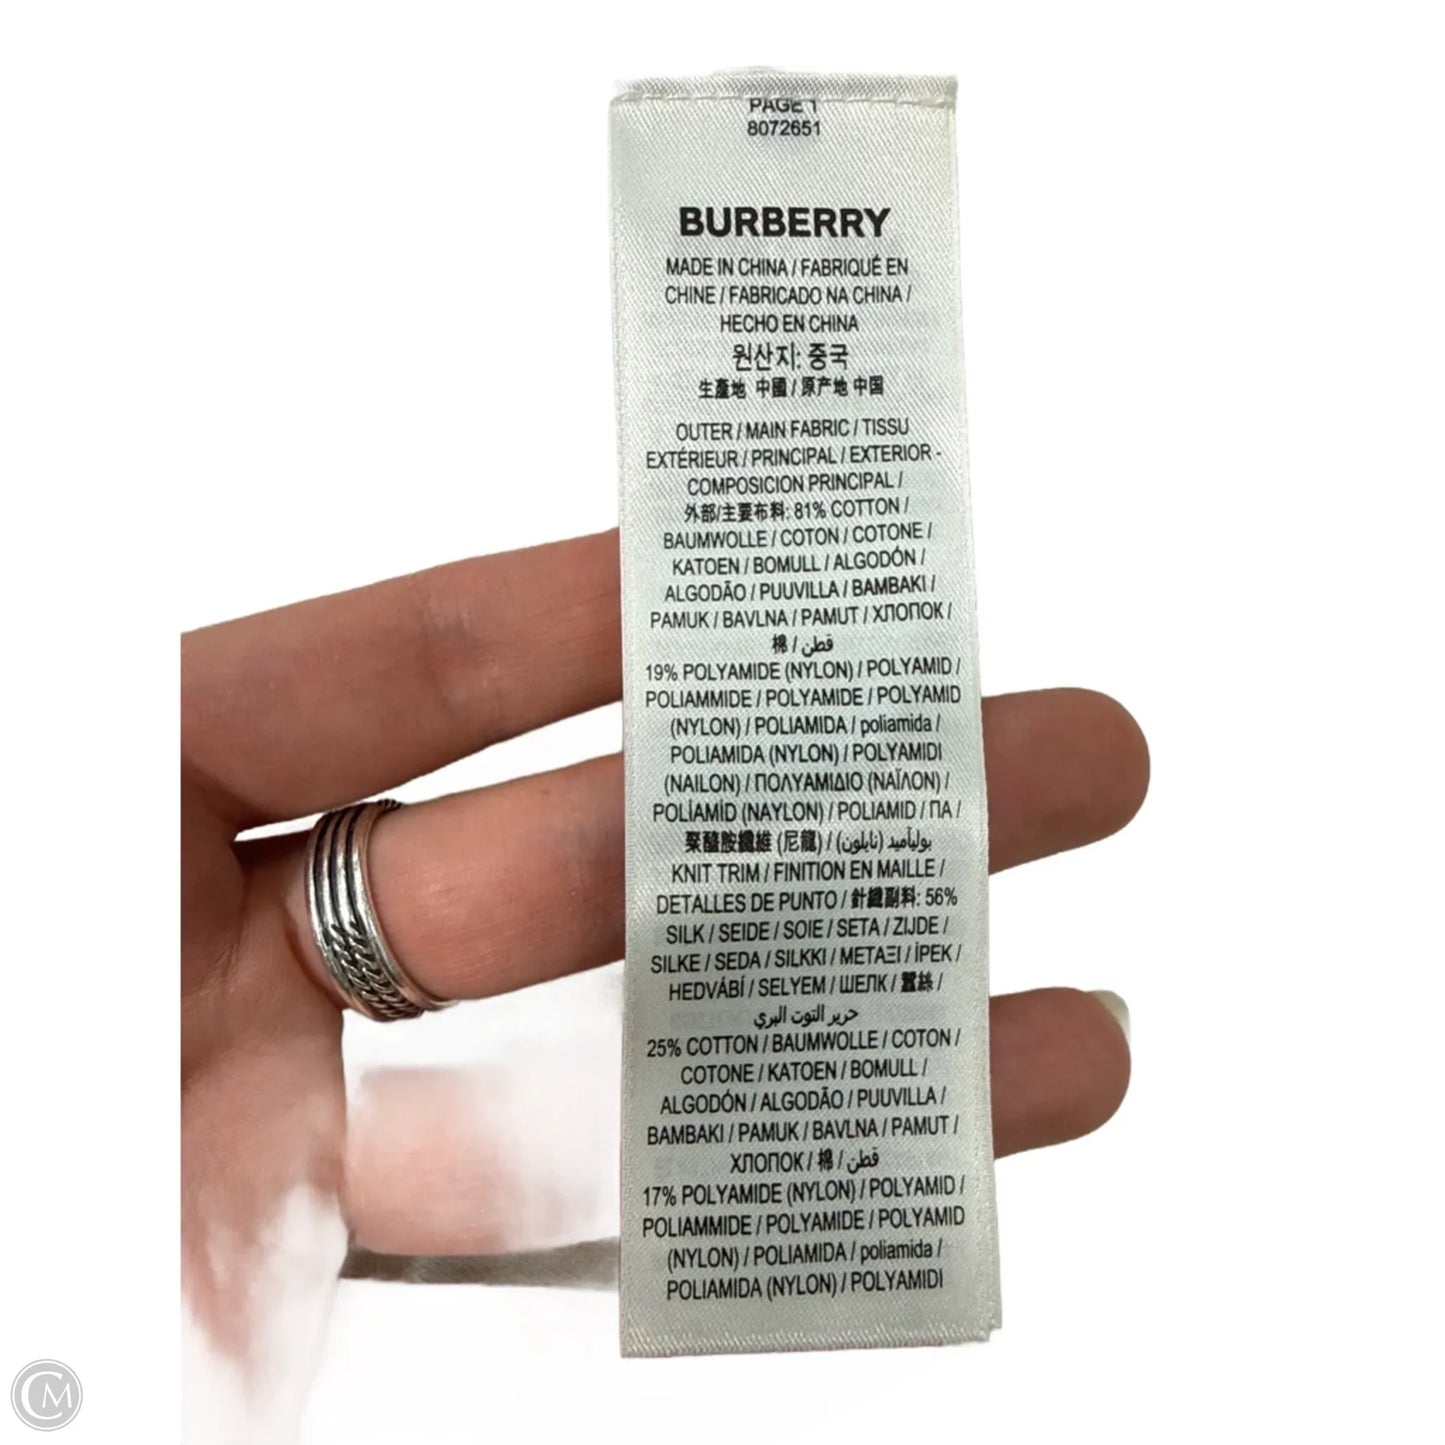 PAGE 1
8072651
BURBERRY
MADE IN CHINA / FABRIQUÉ EN
CHINE / FABRICADO NA CHINA /
HECHO EN CHINA
원산지: 중국
生產地 中國 / 原产地 中国
OUTER / MAIN FABRIC / TISSU
EXTÉRIEUR / PRINCIPAL / EXTERIOR -
COMPOSICION PRINCIPAL /
外部/主要布料: 81% COTTON /
BAUMWOLLE / COTON / COTONE /
KATOEN / BOMULL / ALGODÓN /
ALGODÃO / PUUVILLA / BAMBAKI /
PAMUK / BAVLNA / PAMUT / ХЛОПОК /
棉 / قطن
19% POLYAMIDE (NYLON) / POLYAMID /
POLIAMMIDE / POLYAMIDE / POLYAMID
(NYLON) / POLIAMIDA / poliamida /
POLIAMIDA (NYLON) / POLYAMIDI
(NAILON) / ΠΟΛΥΑΜΙΔΙΟ (ΝΑΪΛΟΝ) /
POLİAMİD (NAYLON) / POLIAMID / ПА /
聚醯胺纖維 (尼龍) / بوليآميد (نايلون)
KNIT TRIM / FINITION EN MAILLE /
DETALLES DE PUNTO / 針織副料: 56%
SILK / SEIDE / SOIE / SETA / ZIJDE /
SILKE / SEDA / SILKKI / ΜΕΤΑΞΙ / İPEK /
HEDVÁBÍ / SELYEM / ШЕЛК / 蠶絲 /
حرير التوت البري
25% COTTON / BAUMWOLLE / COTON /
COTONE / KATOEN / BOMULL /
ALGODÓN / ALGODÃO / PUUVILLA /
BAMBAKI / PAMUK / BAVLNA / PAMUT /
ХЛОПОК / 棉 / قطن
17% POLYAMIDE (NYLON) / POLYAMID /
POLIAMMIDE / POLYAMIDE / POLYAMID
(NYLON) / POLIAMIDA / poliamida /
POLIAMIDA (NYLON) / POLYAMIDI
CM